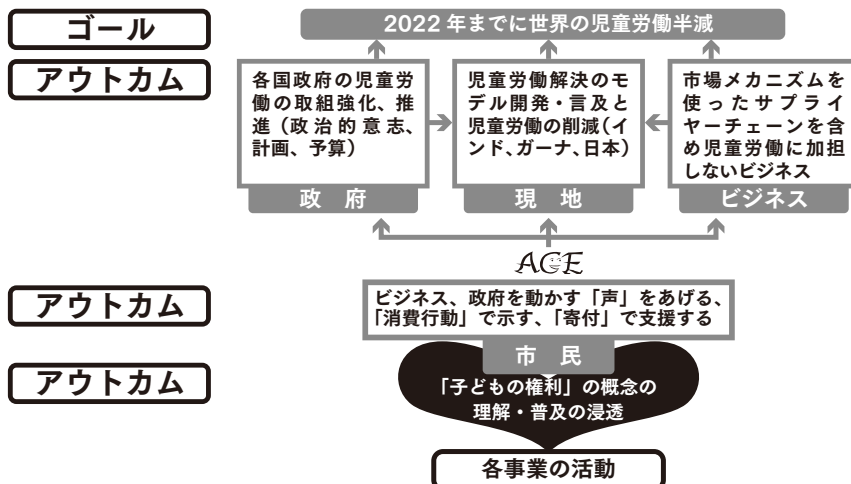 ゴール
2022年までに世界の児童労働半減
アウトカム
各国政府の児童労
働の取組強化、推
進(政治的意志、
計画、予算)
政 府
児童労働解決のモ
デル開発・言及と
児童労働の削減(イ
ンド、ガーナ、日本)
現 地
市場メカニズムを
使ったサプライ
ヤーチェーンを含
め児童労働に加担
しないビジネス
ビジネス
ACE
アウトカム
ビジネス、政府を動かす「声」をあげる、
「消費行動」で示す、「寄付」で支援する
市 民
アウトカム
「子どもの権利」の概念の
理解・普及の浸透
各事業の活動